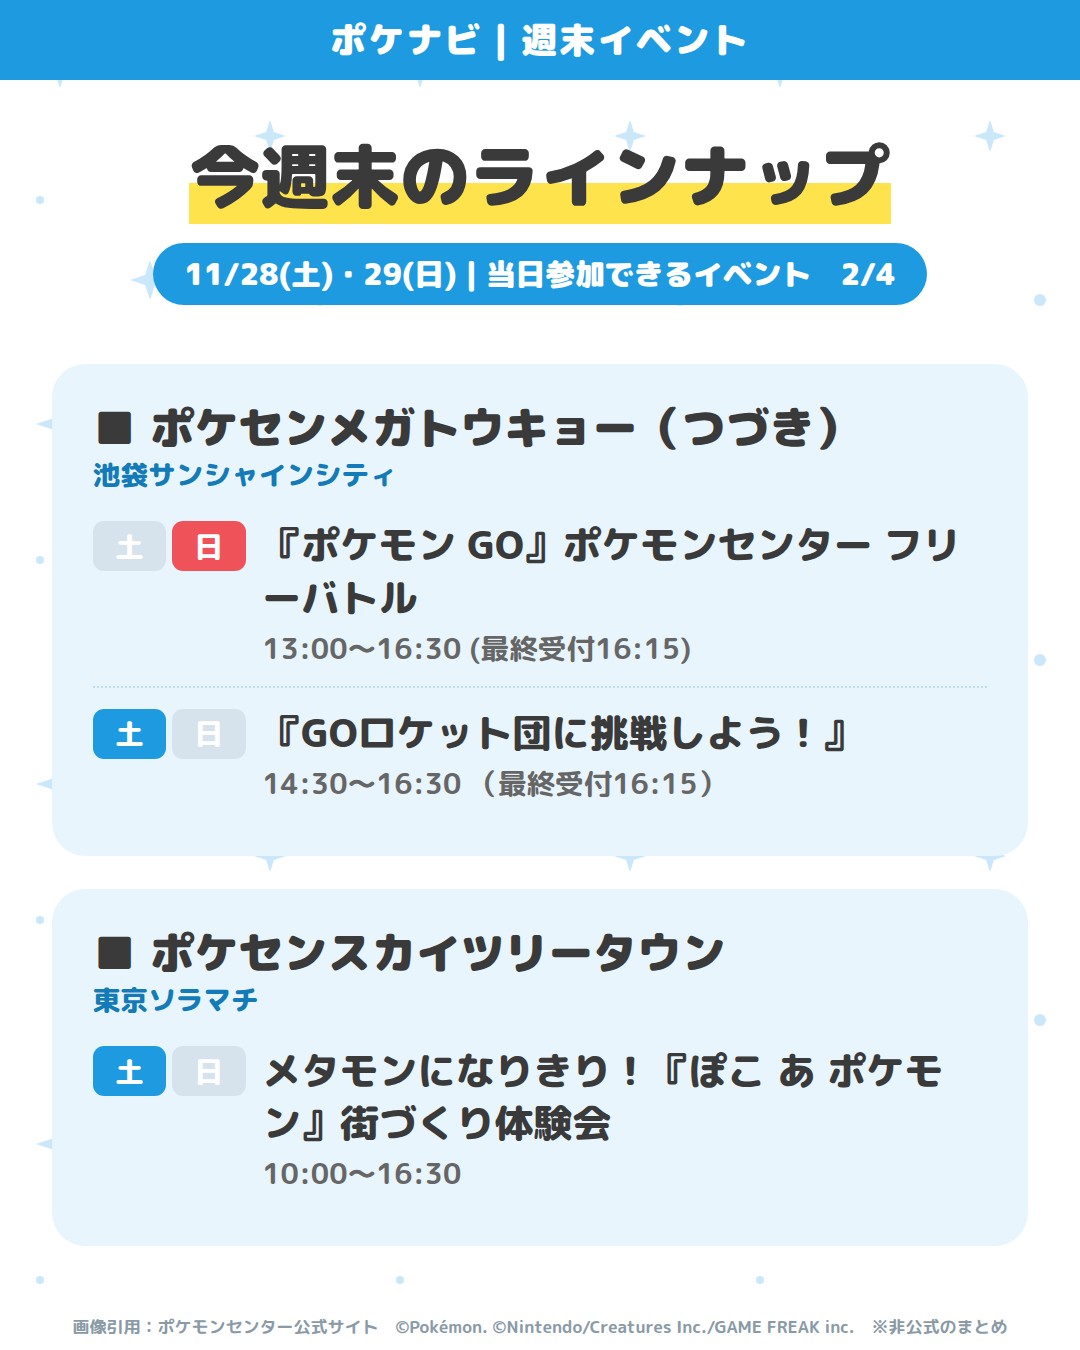 ポケナビ | 週末イベント
今週末のラインナップ
11/28(土)・29(日) | 当日参加できるイベント　2/4
■ ポケセンメガトウキョー（つづき）
池袋サンシャインシティ
土 日 『ポケモン GO』ポケモンセンター フリ
ーバトル
13:00〜16:30 (最終受付16:15)
土 日 『GOロケット団に挑戦しよう！』
14:30〜16:30 （最終受付16:15）
■ ポケセンスカイツリータウン
東京ソラマチ
土 日 メタモンになりきり！『ぽこ あ ポケモ
ン』街づくり体験会
10:00〜16:30
画像引用：ポケモンセンター公式サイト　©Pokémon. ©Nintendo/Creatures Inc./GAME FREAK inc.　※非公式のまとめ